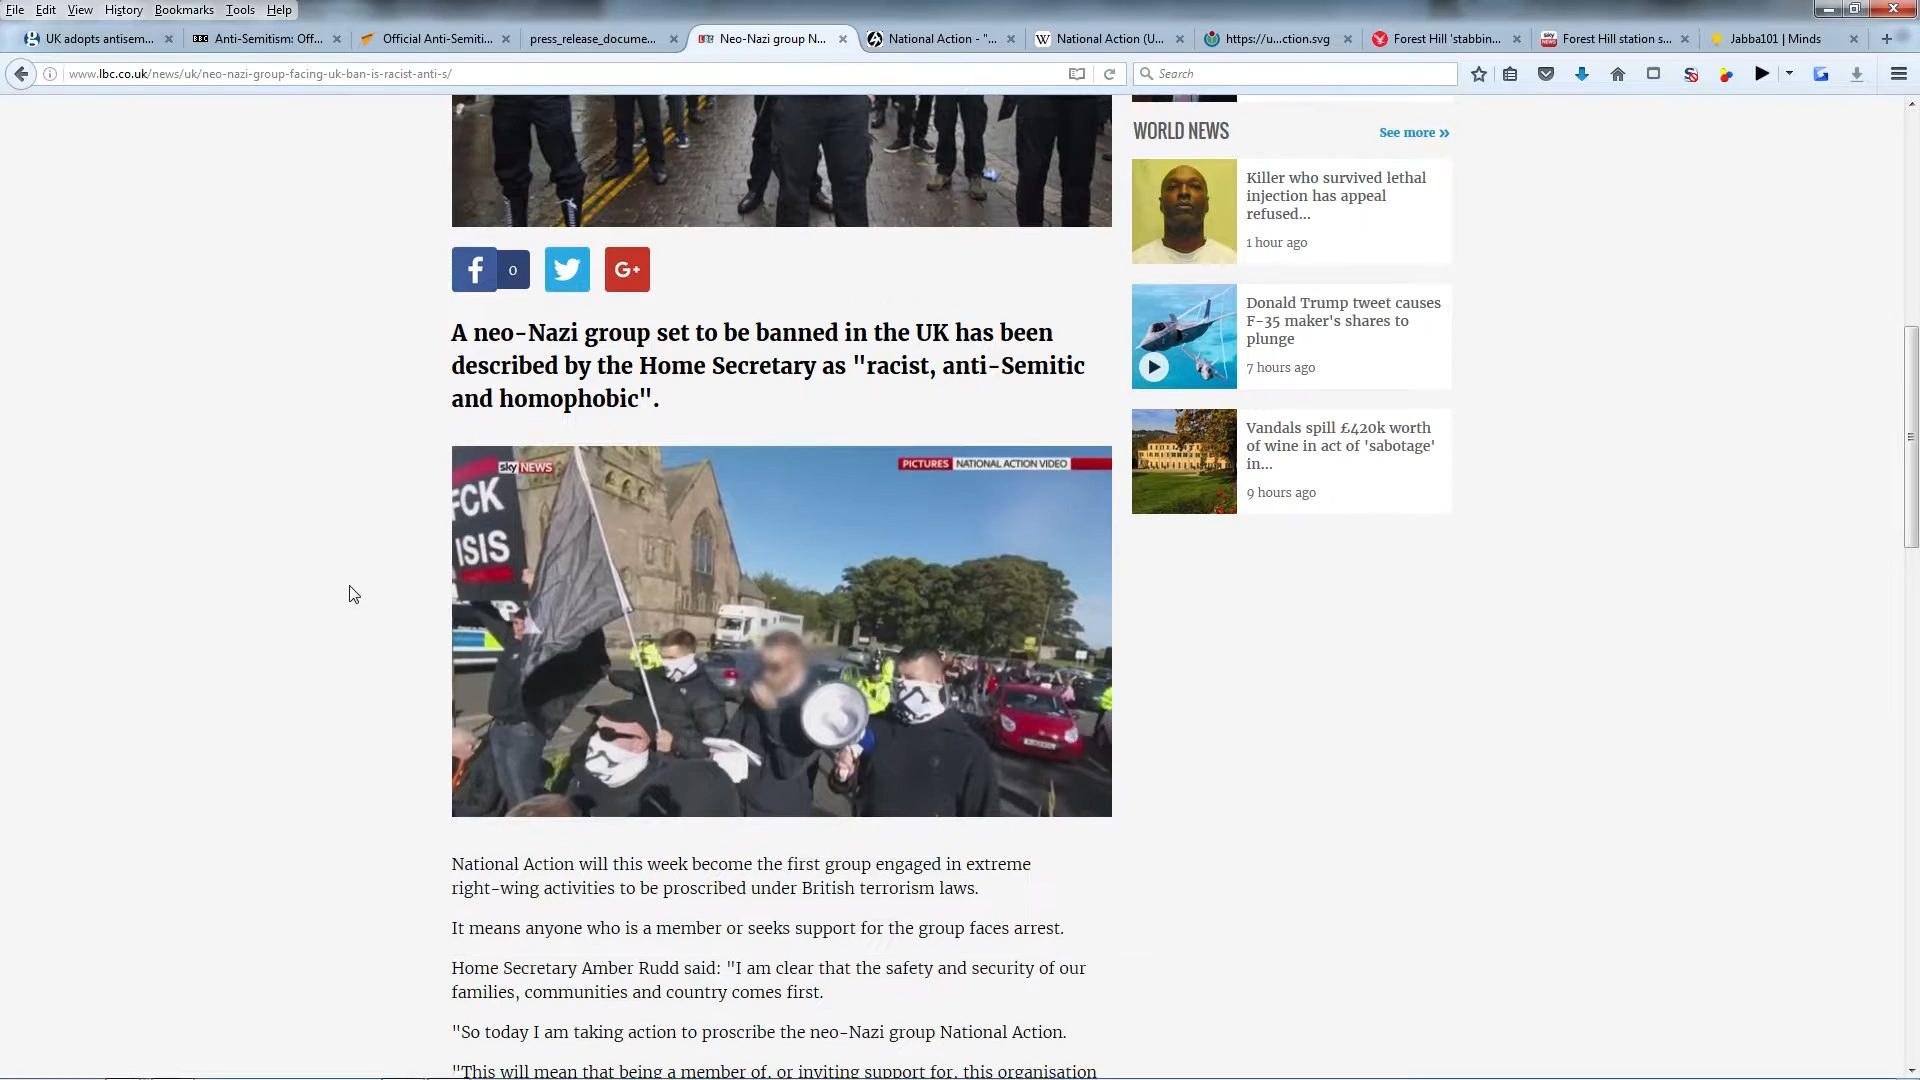 File Edit View History Bookmarks Tools Help
UK adopts antisem...
BBC Anti-Semitism: Off...
Official Anti-Semiti...
press_release_docume...
LBC Neo-Nazi group N...
National Action - "...
W National Action (U...
https://u...ction.svg
Forest Hill 'stabbin...
sky news Forest Hill station s...
Jabba101 | Minds
www.lbc.co.uk/news/uk/neo-nazi-group-facing-uk-ban-is-racist-anti-s/
Search
WORLD NEWS
See more »
Killer who survived lethal
injection has appeal
refused...
1 hour ago
f 0
G+
Donald Trump tweet causes
F-35 maker's shares to
plunge
7 hours ago
A neo-Nazi group set to be banned in the UK has been
described by the Home Secretary as "racist, anti-Semitic
and homophobic".
Vandals spill £420k worth
of wine in act of 'sabotage'
in...
9 hours ago
sky NEWS
PICTURES NATIONAL ACTION VIDEO
FCK
ISIS
National Action will this week become the first group engaged in extreme
right-wing activities to be proscribed under British terrorism laws.
It means anyone who is a member or seeks support for the group faces arrest.
Home Secretary Amber Rudd said: "I am clear that the safety and security of our
families, communities and country comes first.
"So today I am taking action to proscribe the neo-Nazi group National Action.
"This will mean that being a member of, or inviting support for, this organisation